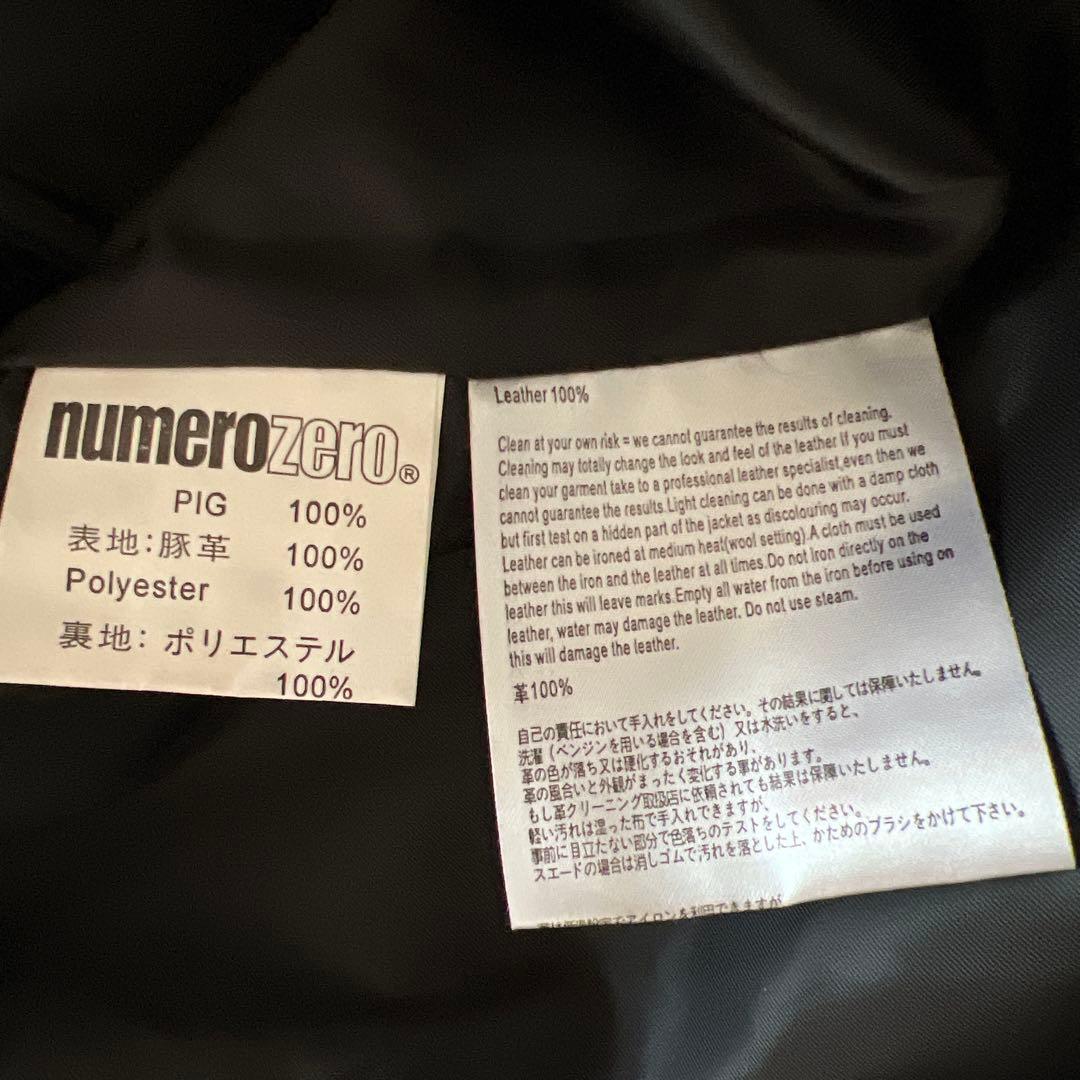 numerozero®
PIG 100%
表地:豚革 100%
Polyester 100%
裏地: ポリエステル
100%
Leather 100%
Clean at your own risk = we cannot guarantee the results of cleaning.
Cleaning may totally change the look and feel of the leather If you must
clean your garment take to a professional leather specialist,even then we
cannot guarantee the results.Light cleaning can be done with a damp cloth
but first test on a hidden part of the jacket as discolouring may occur.
Leather can be ironed at medium heat(wool setting).A cloth must be used
between the iron and the leather at all times.Do not Iron directly on the
leather this will leave marks.Empty all water from the iron before using on
leather, water may damage the leather. Do not use steam.
this will damage the leather.
革100%
自己の責任において手入れをしてください。その結果に関しては保障いたしません。
洗濯（ベンジンを用いる場合を含む）又は水洗いをすると、
革の色が落ち又は硬化するおそれがあり、
革の風合いと外観がまったく変化する事があります。
もし革クリーニング取扱店に依頼されても結果は保障いたしません。
軽い汚れは湿った布で手入れできますが、
事前に目立たない部分で色落ちのテストをしてください。
スエードの場合は消しゴムで汚れを落とした上、かためのブラシをかけて下さい。
でアイロンを利用できますが